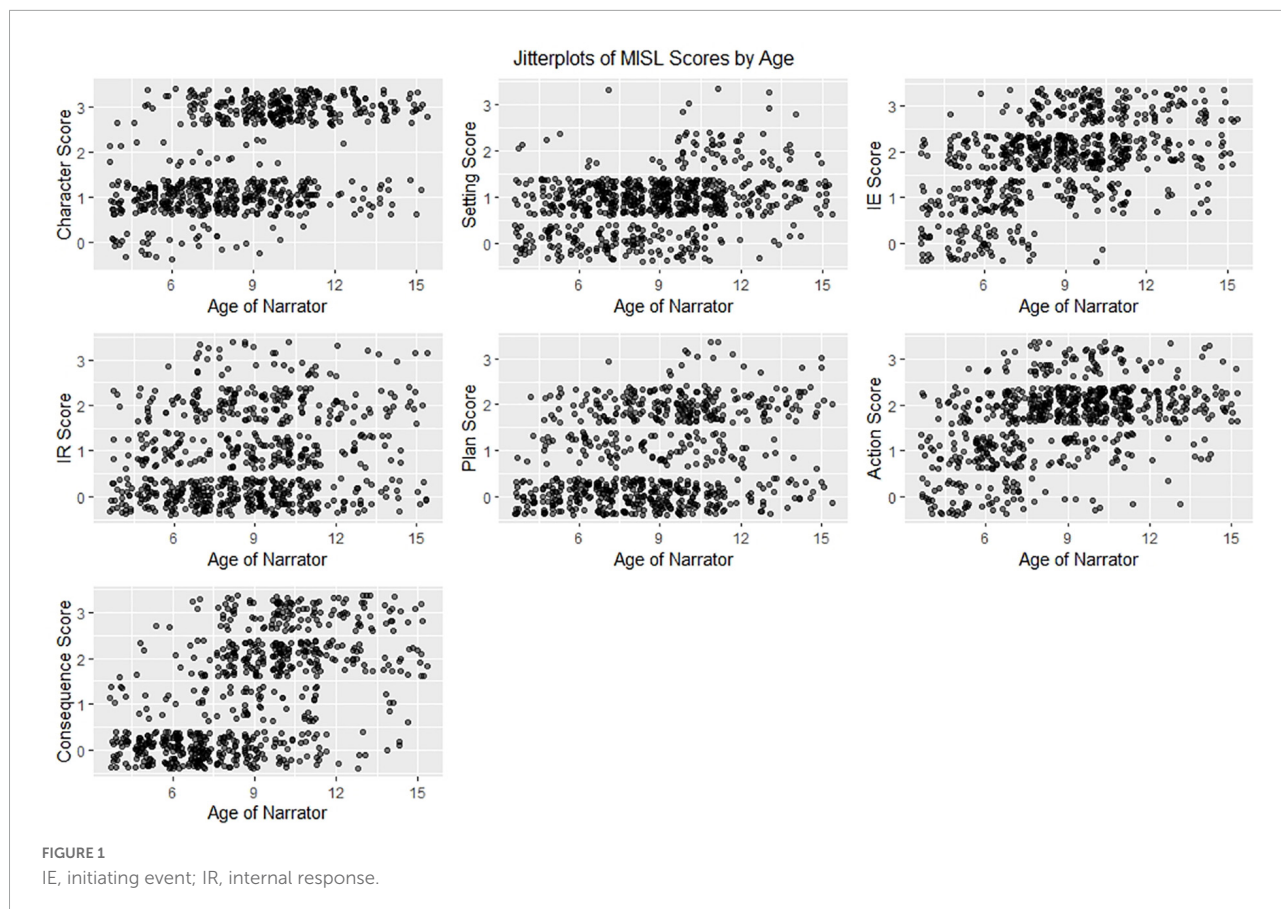 Jitterplots of MISL Scores by Age
Character Score
3
2
1
0
6 9 12 15
Age of Narrator
Setting Score
3
2
1
0
6 9 12 15
Age of Narrator
IE Score
3
2
1
0
6 9 12 15
Age of Narrator
IR Score
3
2
1
0
6 9 12 15
Age of Narrator
Plan Score
3
2
1
0
6 9 12 15
Age of Narrator
Action Score
3
2
1
0
6 9 12 15
Age of Narrator
Consequence Score
3
2
1
0
6 9 12 15
Age of Narrator
FIGURE 1
IE, initiating event; IR, internal response.